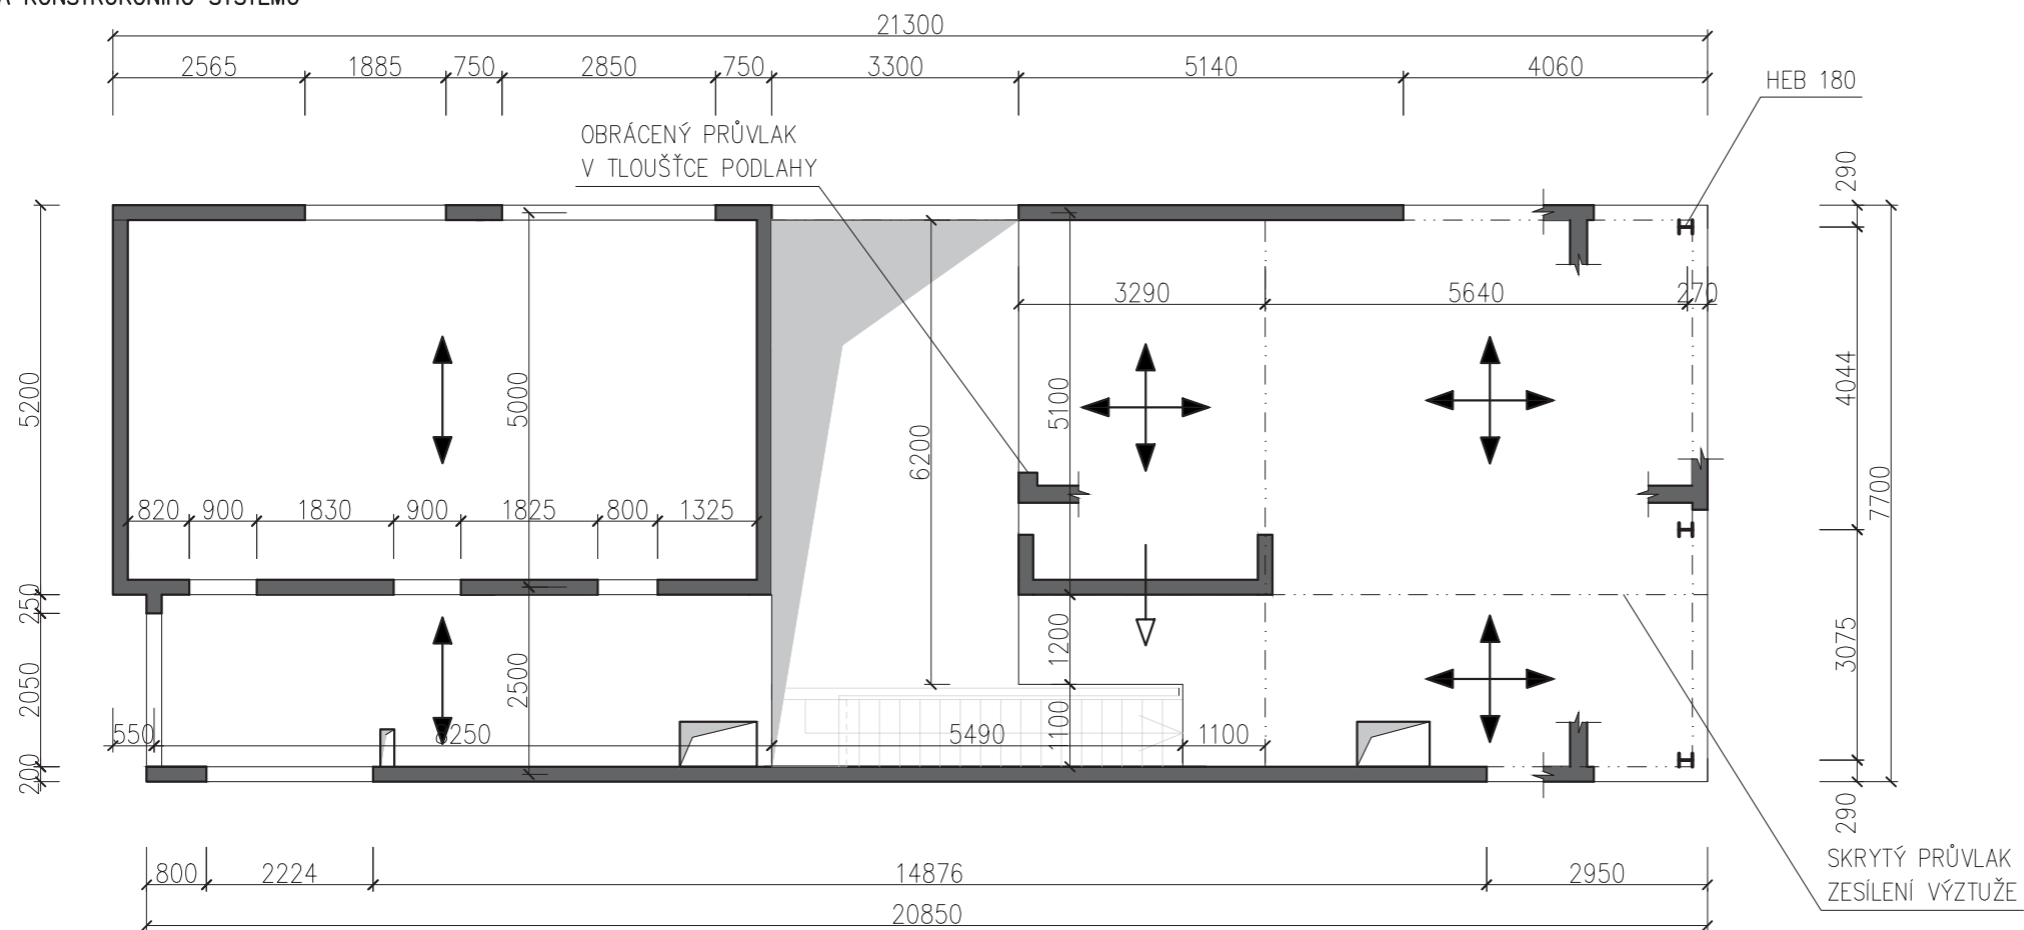 21300
2565 1885 750 2850 750 3300 5140 4060
HEB 180
OBRÁCENÝ PRŮVLAK
V TLOUŠŤCE PODLAHY
290
3290 5640 270
5200 5000 6200 5100 4044 7700
820 900 1830 900 1825 800 1325
250 2050 200
2500 1200 1100 3075 290
550 8250 5490 1100
800 2224 14876 2950
20850
SKRYTÝ PRŮVLAK
ZESÍLENÍ VÝZTUŽE